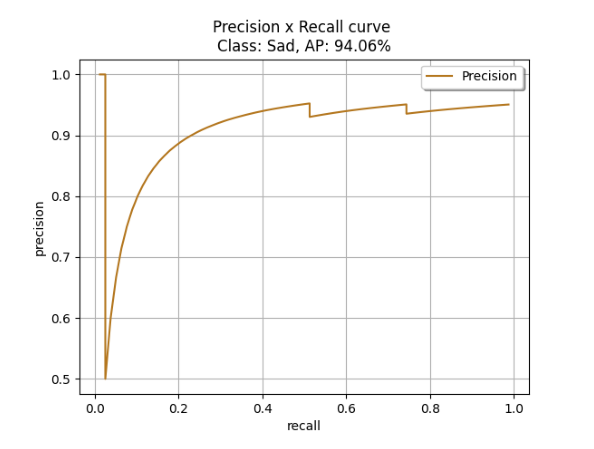 Precision x Recall curve
Class: Sad, AP: 94.06%
Precision
1.0
0.9
0.8
0.7
0.6
0.5
precision
0.0 0.2 0.4 0.6 0.8 1.0
recall